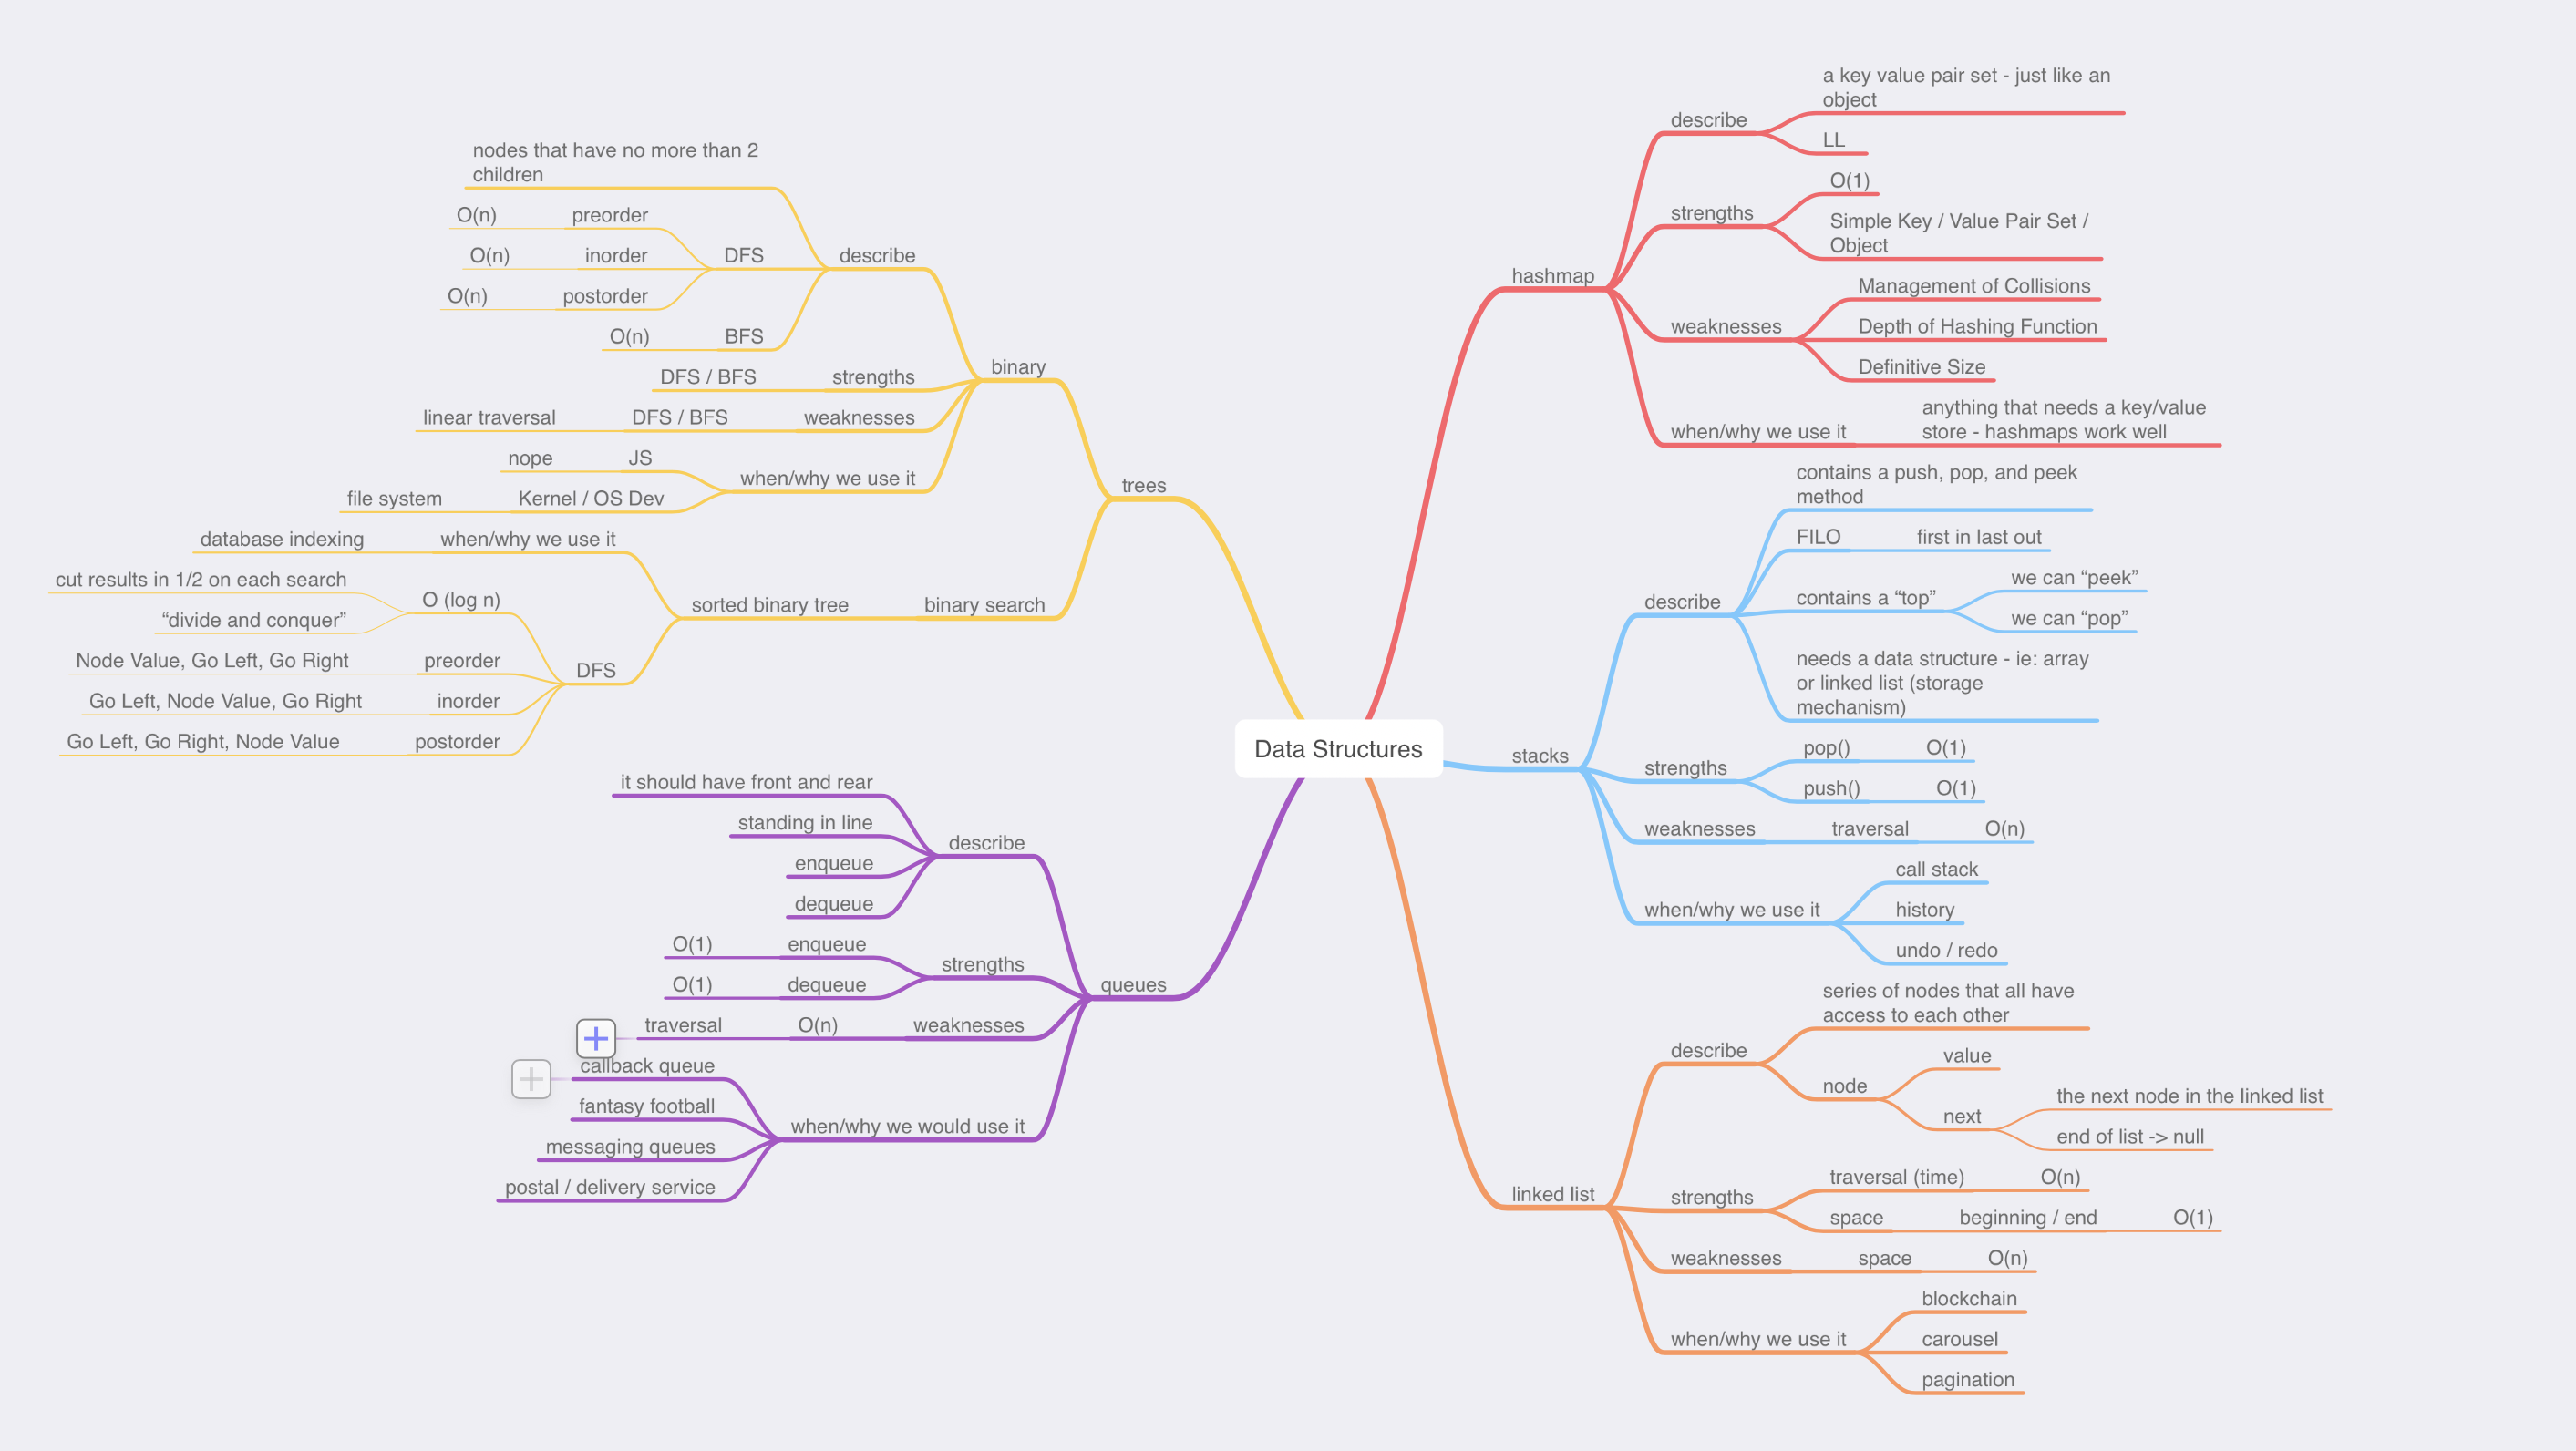 Data Structures
hashmap
describe
a key value pair set - just like an
object
LL
strengths
O(1)
Simple Key / Value Pair Set /
Object
weaknesses
Management of Collisions
Depth of Hashing Function
Definitive Size
when/why we use it
anything that needs a key/value
store - hashmaps work well
stacks
describe
contains a push, pop, and peek
method
FILO
first in last out
contains a “top”
we can “peek”
we can “pop”
needs a data structure - ie: array
or linked list (storage
mechanism)
strengths
pop()
O(1)
push()
O(1)
weaknesses
traversal
O(n)
when/why we use it
call stack
history
undo / redo
linked list
describe
series of nodes that all have
access to each other
node
value
next
the next node in the linked list
end of list -> null
strengths
traversal (time)
O(n)
space
beginning / end
O(1)
weaknesses
space
O(n)
when/why we use it
blockchain
carousel
pagination
trees
binary
describe
nodes that have no more than 2
children
DFS
preorder
O(n)
inorder
O(n)
postorder
O(n)
BFS
O(n)
strengths
DFS / BFS
weaknesses
DFS / BFS
linear traversal
when/why we use it
JS
nope
Kernel / OS Dev
file system
binary search
sorted binary tree
when/why we use it
database indexing
DFS
O (log n)
cut results in 1/2 on each search
“divide and conquer”
preorder
Node Value, Go Left, Go Right
inorder
Go Left, Node Value, Go Right
postorder
Go Left, Go Right, Node Value
queues
describe
it should have front and rear
standing in line
enqueue
dequeue
strengths
enqueue
O(1)
dequeue
O(1)
weaknesses
O(n)
traversal
when/why we would use it
callback queue
fantasy football
messaging queues
postal / delivery service